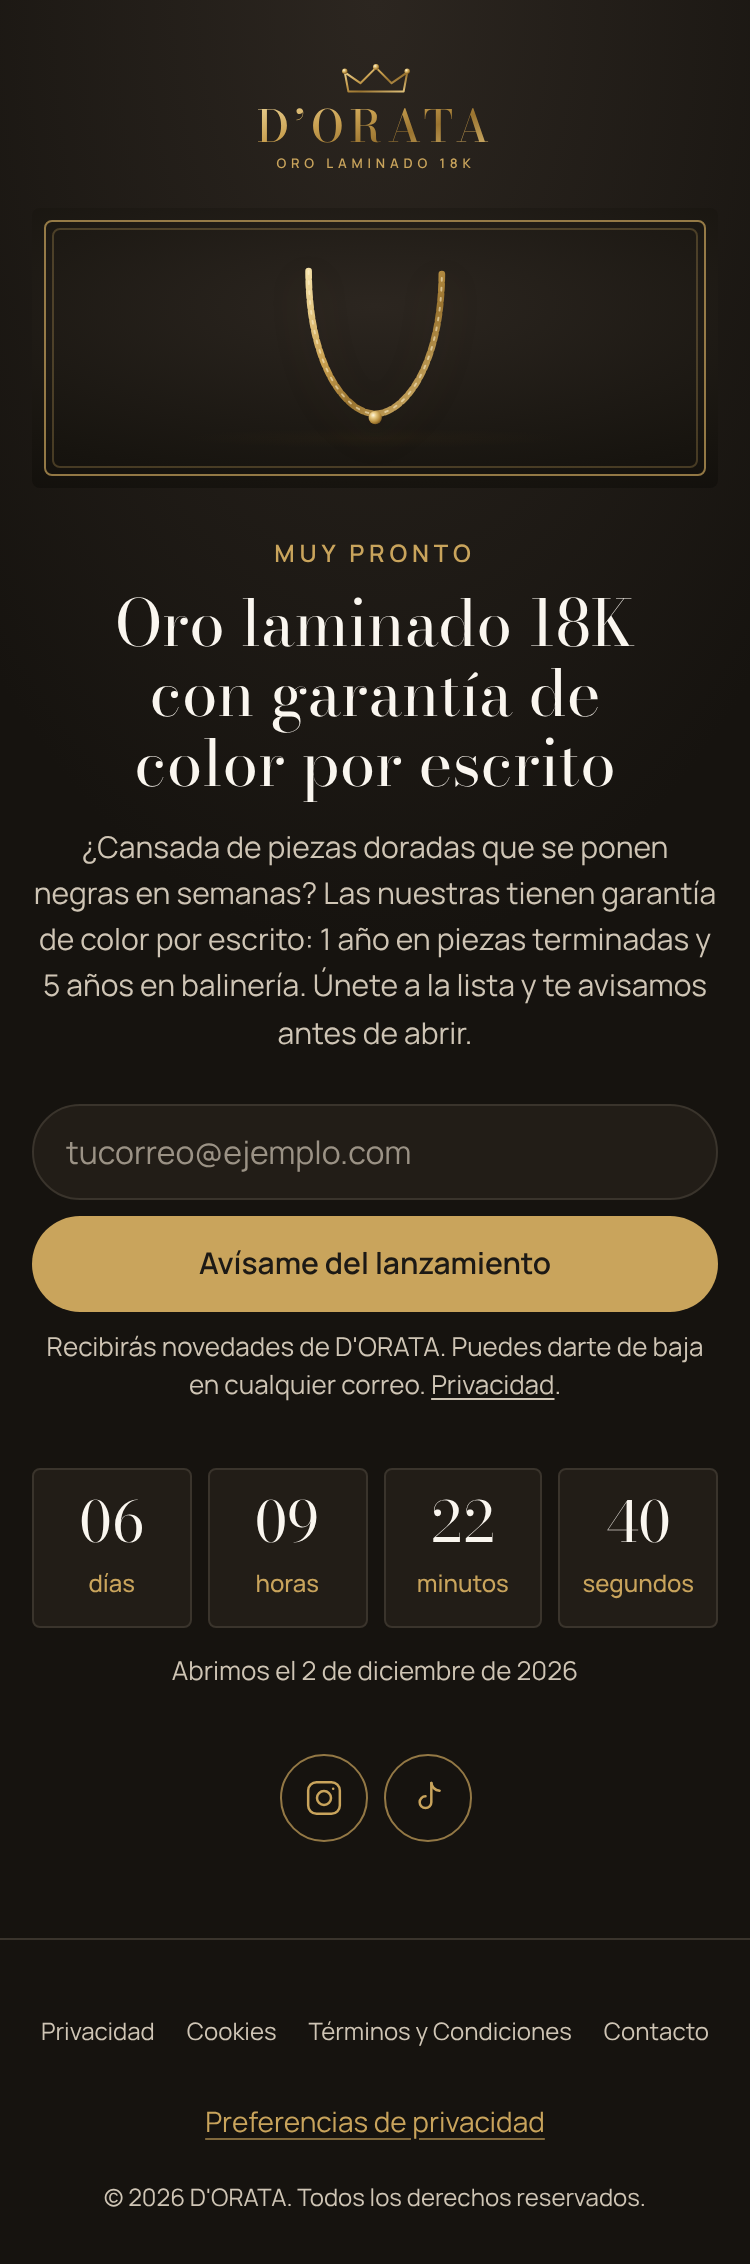 D’ORATA
ORO LAMINADO 18K
MUY PRONTO
Oro laminado 18K
con garantía de
color por escrito
¿Cansada de piezas doradas que se ponen
negras en semanas? Las nuestras tienen garantía
de color por escrito: 1 año en piezas terminadas y
5 años en balinería. Únete a la lista y te avisamos
antes de abrir.
tucorreo@ejemplo.com
Avísame del lanzamiento
Recibirás novedades de D'ORATA. Puedes darte de baja
en cualquier correo. Privacidad.
06 09 22 40
días horas minutos segundos
Abrimos el 2 de diciembre de 2026
Privacidad Cookies Términos y Condiciones Contacto
Preferencias de privacidad
© 2026 D'ORATA. Todos los derechos reservados.